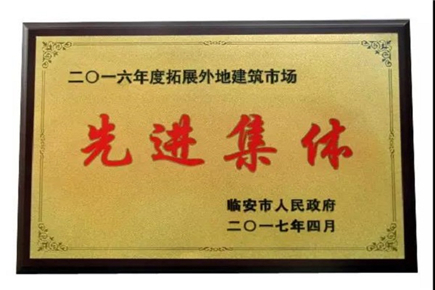 二〇一六年度拓展外地建筑市场
先进集体
临安市人民政府
二〇一七年四月